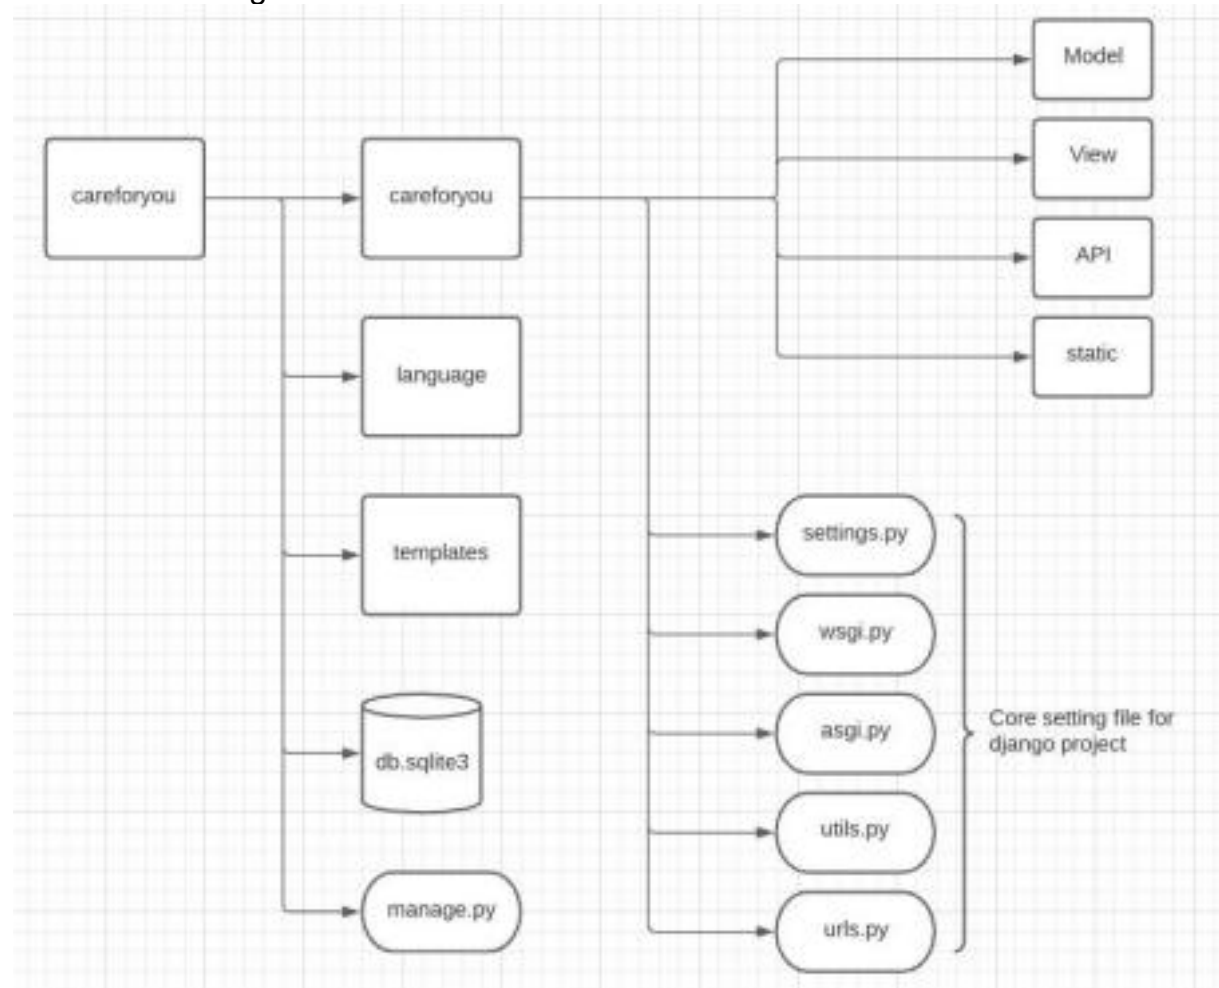 Model
View
API
static
careforyou
careforyou
language
templates
db.sqlite3
manage.py
settings.py
wsgi.py
asgi.py
utils.py
urls.py
Core setting file for
django project